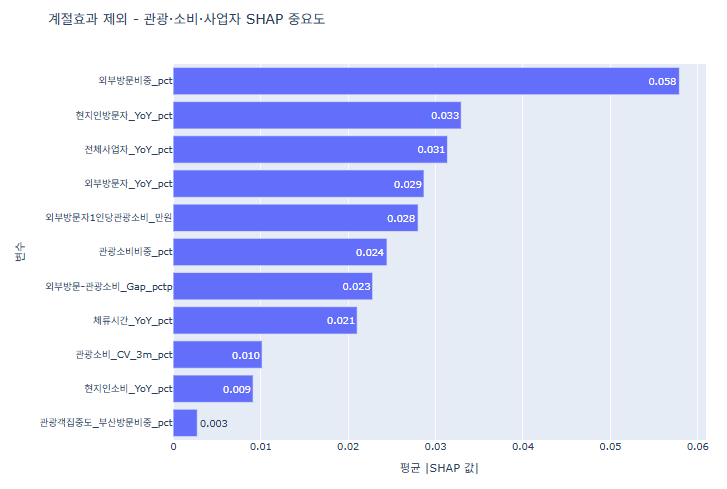 계절효과 제외 - 관광·소비·사업자 SHAP 중요도
변수
외부방문비중_pct 0.058
현지인방문자_YoY_pct 0.033
전체사업자_YoY_pct 0.031
외부방문자_YoY_pct 0.029
외부방문자1인당관광소비_만원 0.028
관광소비비중_pct 0.024
외부방문-관광소비_Gap_pctp 0.023
체류시간_YoY_pct 0.021
관광소비_CV_3m_pct 0.010
현지인소비_YoY_pct 0.009
관광객집중도_부산방문비중_pct 0.003
0 0.01 0.02 0.03 0.04 0.05 0.06
평균 |SHAP 값|